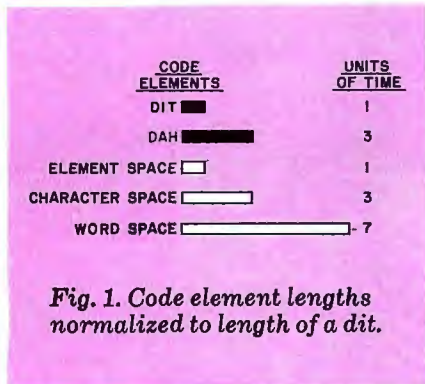 CODE ELEMENTS UNITS OF TIME
DIT 1
DAH 3
ELEMENT SPACE 1
CHARACTER SPACE 3
WORD SPACE - 7
Fig. 1. Code element lengths
normalized to length of a dit.